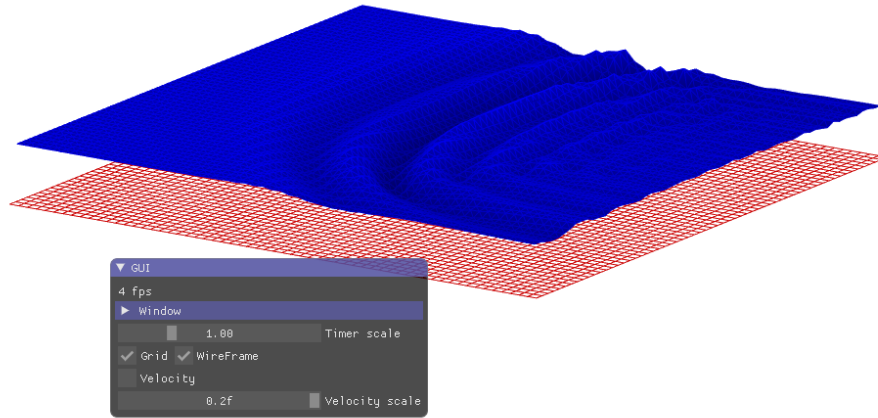 GUI
4 fps
Window
1.00 Timer scale
Grid WireFrame
Velocity
0.2f Velocity scale